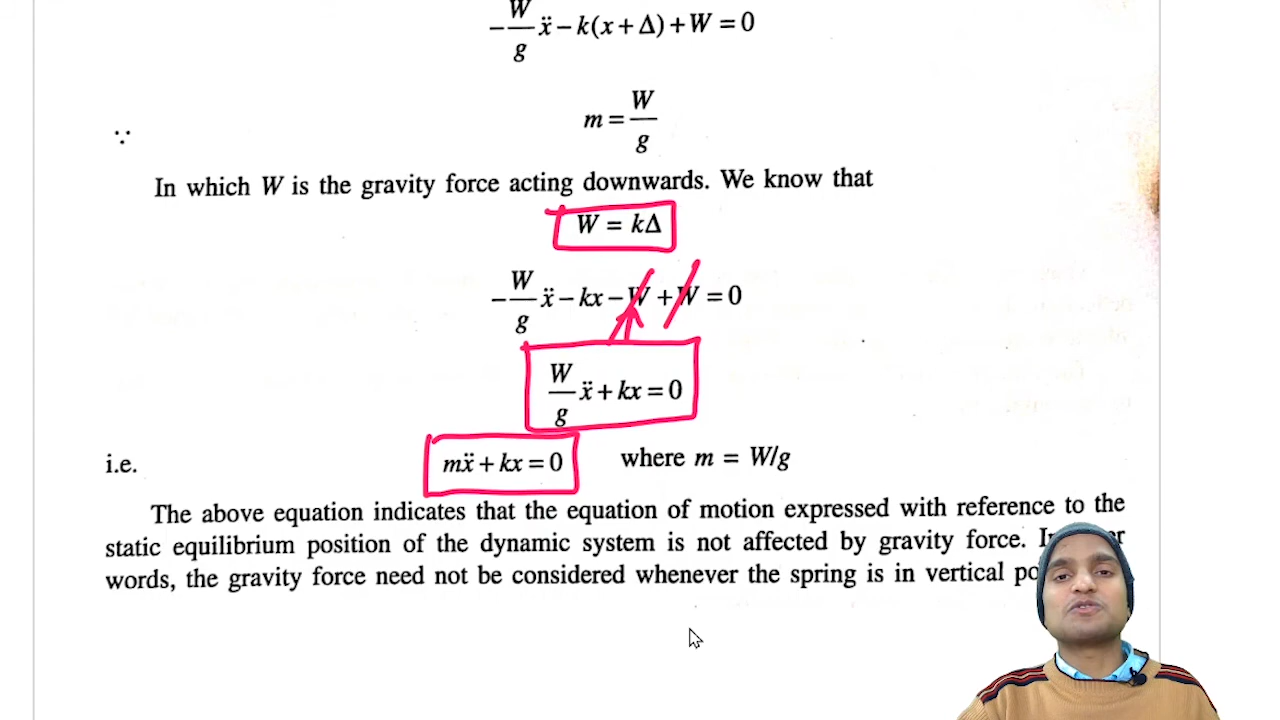 −W/g ẍ − k(x + Δ) + W = 0
∵ m = W/g
In which W is the gravity force acting downwards. We know that
W = kΔ
−W/g ẍ − kx − W + W = 0
W/g ẍ + kx = 0
i.e. mẍ + kx = 0 where m = W/g
The above equation indicates that the equation of motion expressed with reference to the
static equilibrium position of the dynamic system is not affected by gravity force.
words, the gravity force need not be considered whenever the spring is in vertical